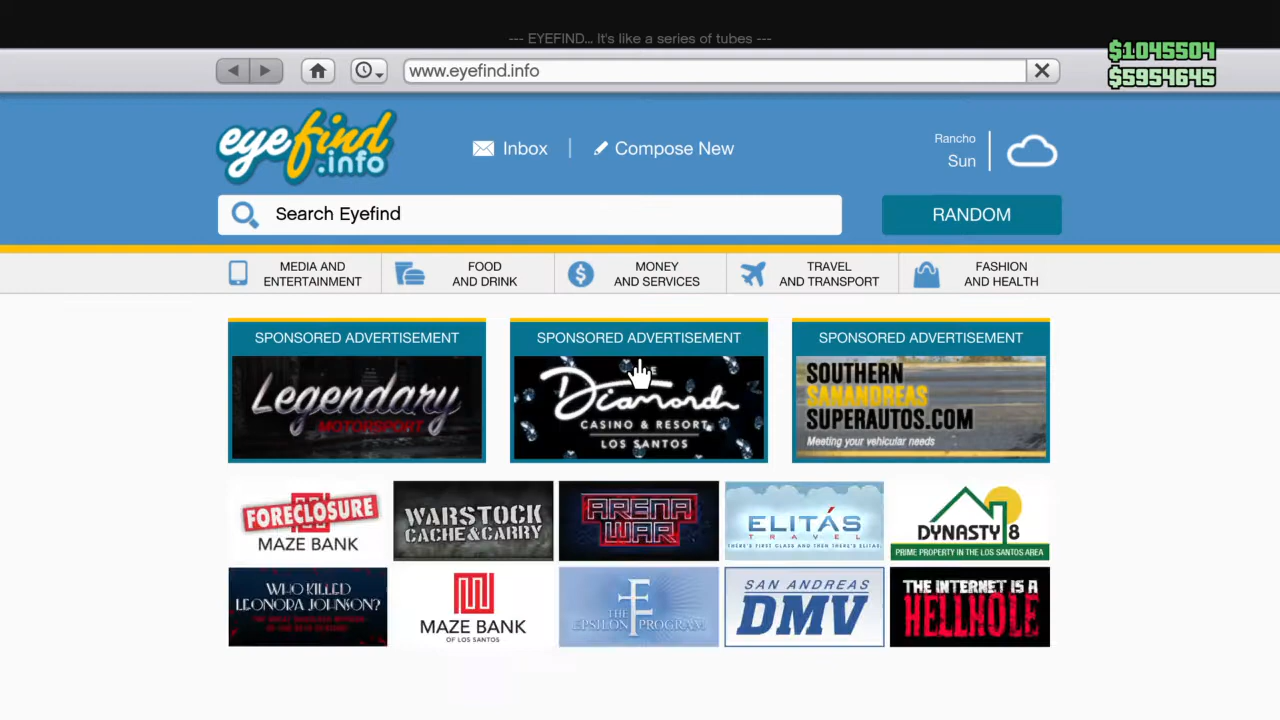 --- EYEFIND... It's like a series of tubes ---
$1045504
$5954645
www.eyefind.info
eyefind
.info
Inbox
Compose New
Rancho
Sun
Search Eyefind
RANDOM
MEDIA AND
ENTERTAINMENT
FOOD
AND DRINK
MONEY
AND SERVICES
TRAVEL
AND TRANSPORT
FASHION
AND HEALTH
SPONSORED ADVERTISEMENT
Legendary
MOTORSPORT
SPONSORED ADVERTISEMENT
Diamond
CASINO & RESORT
LOS SANTOS
SPONSORED ADVERTISEMENT
SOUTHERN
SANANDREAS
SUPERAUTOS.COM
Meeting your vehicular needs
FORECLOSURE
MAZE BANK
WARSTOCK
CACHE&CARRY
ARENA
WAR
ELITÁS
TRAVEL
THERE'S FIRST CLASS AND THEN THERE'S ELITÁS
DYNASTY 8
PRIME PROPERTY IN THE LOS SANTOS AREA
WHO KILLED
LEONORA JOHNSON?
MAZE BANK
OF LOS SANTOS
THE
EPSILON PROGRAM
SAN ANDREAS
DMV
THE INTERNET IS A
HELLHOLE